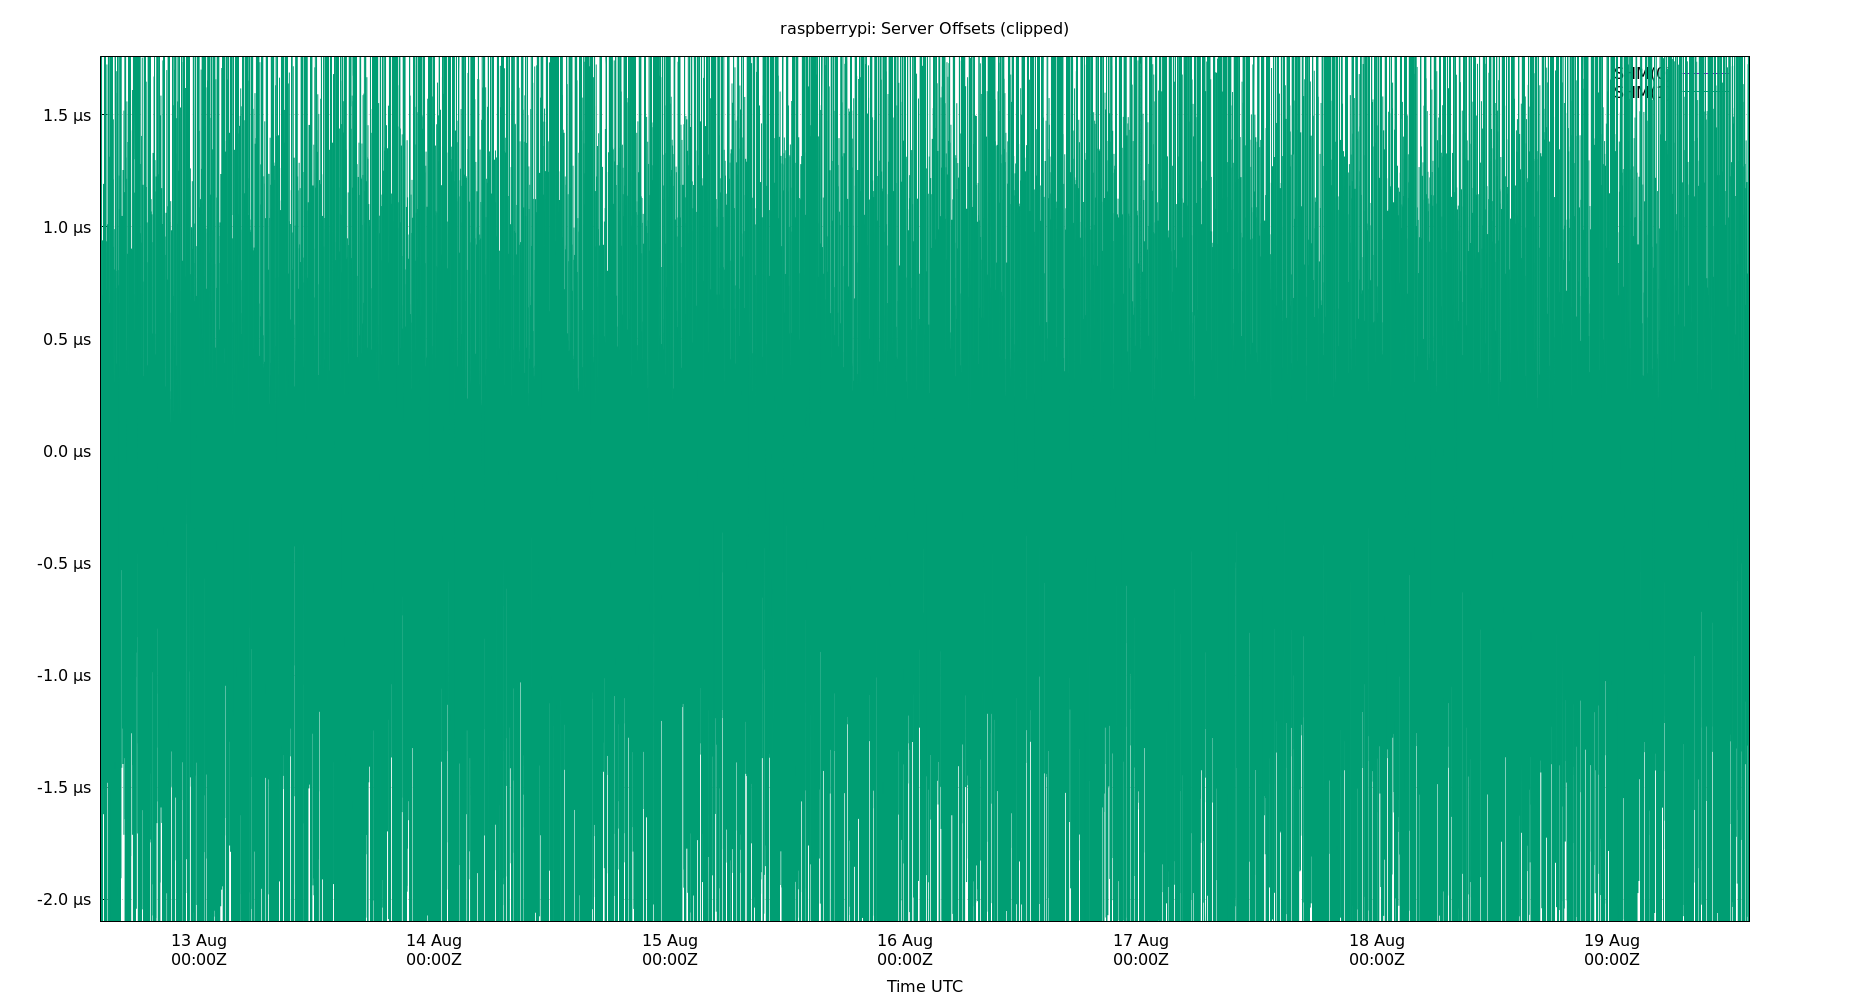 raspberrypi: Server Offsets (clipped)
1.5 µs
1.0 µs
0.5 µs
0.0 µs
-0.5 µs
-1.0 µs
-1.5 µs
-2.0 µs
13 Aug
00:00Z
14 Aug
00:00Z
15 Aug
00:00Z
16 Aug
00:00Z
17 Aug
00:00Z
18 Aug
00:00Z
19 Aug
00:00Z
Time UTC